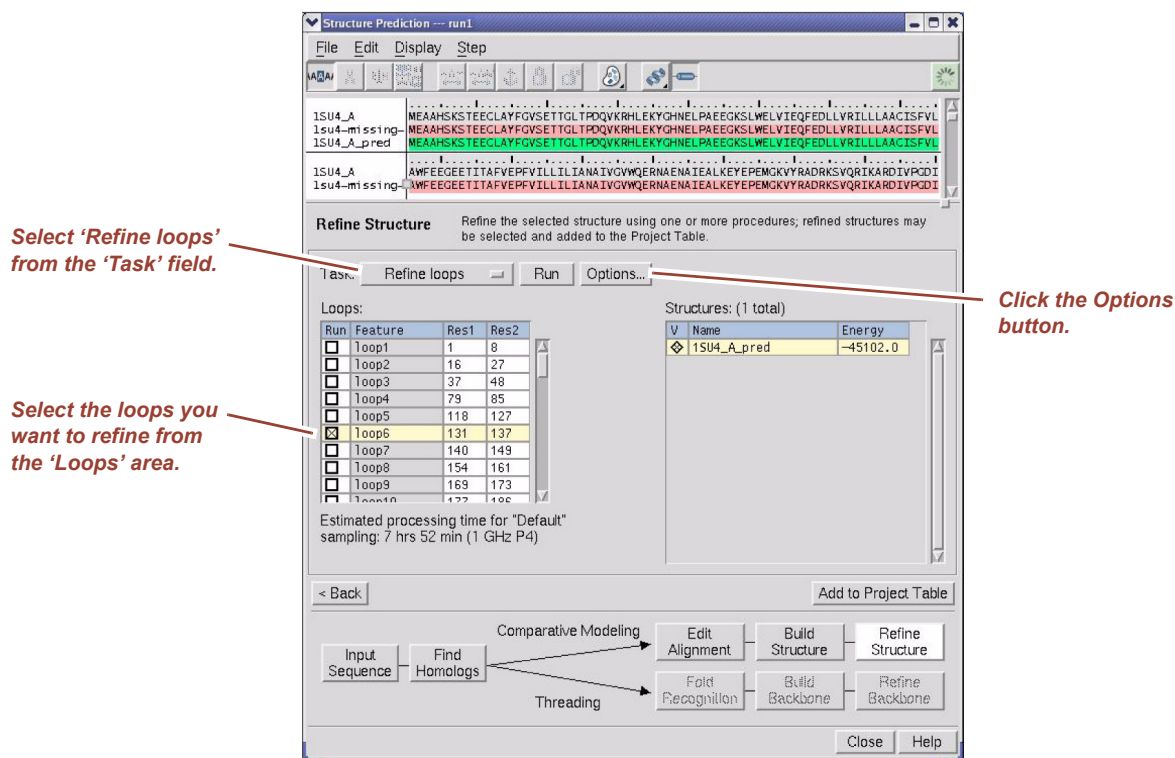 Structure Prediction --- run1
File Edit Display Step
1SU4_A MEAAHSKSTEECLAYFGVSETTGLTPDQVKRHLEKYGHNELPAEEGKSLWELVIEQFEDLLVRILLLAACISFVL
1su4-missing- MEAAHSKSTEECLAYFGVSETTGLTPDQVKRHLEKYGHNELPAEEGKSLWELVIEQFEDLLVRILLLAACISFVL
1SU4_A_pred MEAAHSKSTEECLAYFGVSETTGLTPDQVKRHLEKYGHNELPAEEGKSLWELVIEQFEDLLVRILLLAACISFVL
1SU4_A AWFEEGEETITAFVEPFVILLILIANAIVGVWQERNAENAIEALKEYEPEMGKVYRADRKSVQRIKARDIVPGDI
1su4-missing- AWFEEGEETITAFVEPFVILLILIANAIVGVWQERNAENAIEALKEYEPEMGKVYRADRKSVQRIKARDIVPGDI
Refine Structure Refine the selected structure using one or more procedures; refined structures may
be selected and added to the Project Table.
Select ‘Refine loops’
from the ‘Task’ field.
Task: Refine loops Run Options...
Click the Options
button.
Loops:
Run Feature Res1 Res2
loop1 1 8
loop2 16 27
loop3 37 48
loop4 79 85
loop5 118 127
loop6 131 137
loop7 140 149
loop8 154 161
loop9 169 173
loop10 177 186
Select the loops you
want to refine from
the ‘Loops’ area.
Structures: (1 total)
V Name Energy
1SU4_A_pred −45102.0
Estimated processing time for "Default"
sampling: 7 hrs 52 min (1 GHz P4)
< Back Add to Project Table
Comparative Modeling
Input
Sequence
Find
Homologs
Edit
Alignment
Build
Structure
Refine
Structure
Threading
Fold
Recognition
Build
Backbone
Refine
Backbone
Close Help